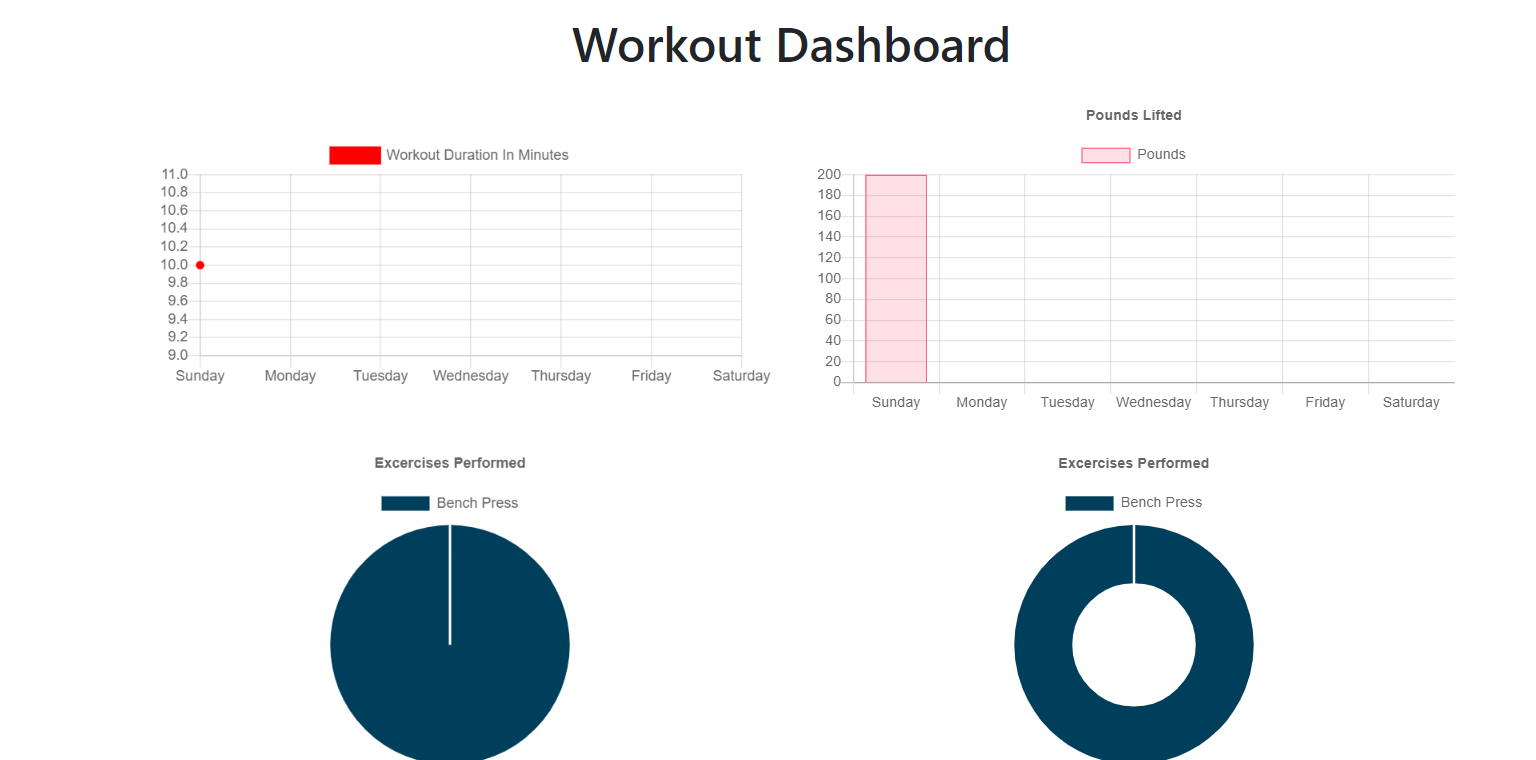 Workout Dashboard
Workout Duration In Minutes
11.0
10.8
10.6
10.4
10.2
10.0
9.8
9.6
9.4
9.2
9.0
Sunday Monday Tuesday Wednesday Thursday Friday Saturday
Pounds Lifted
Pounds
200
180
160
140
120
100
80
60
40
20
0
Sunday Monday Tuesday Wednesday Thursday Friday Saturday
Excercises Performed
Bench Press
Excercises Performed
Bench Press